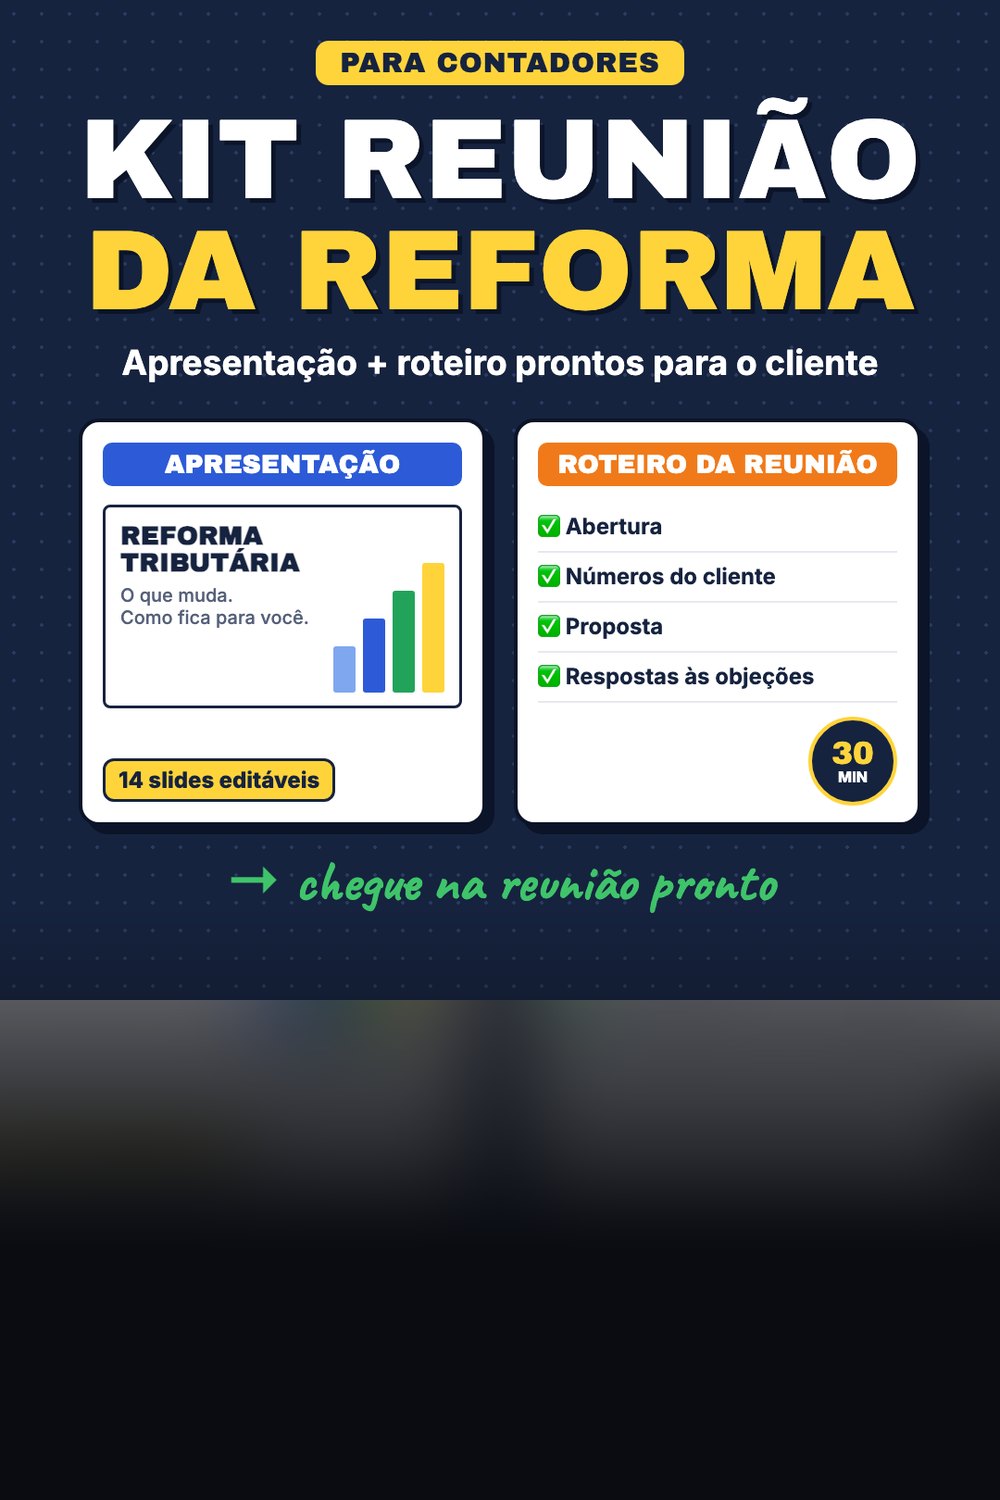 PARA CONTADORES
KIT REUNIÃO
DA REFORMA
Apresentação + roteiro prontos para o cliente
APRESENTAÇÃO
REFORMA
TRIBUTÁRIA
O que muda.
Como fica para você.
14 slides editáveis
ROTEIRO DA REUNIÃO
✅ Abertura
✅ Números do cliente
✅ Proposta
✅ Respostas às objeções
30
MIN
→ chegue na reunião pronto